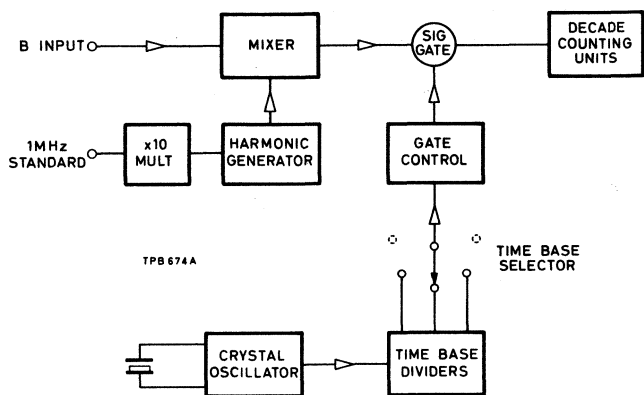 B INPUT
MIXER
SIG
GATE
DECADE
COUNTING
UNITS
1MHz
STANDARD
x10
MULT
HARMONIC
GENERATOR
GATE
CONTROL
TPB 674A
TIME BASE
SELECTOR
CRYSTAL
OSCILLATOR
TIME BASE
DIVIDERS